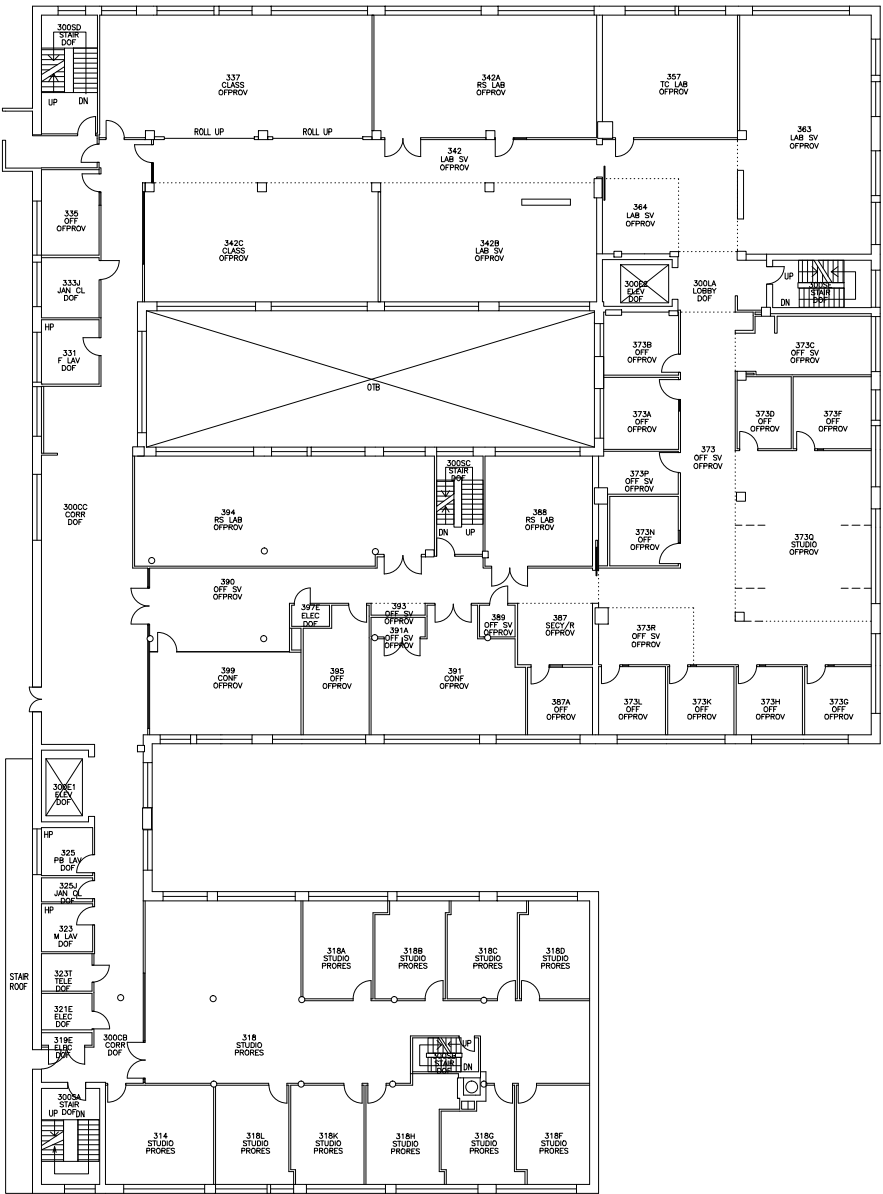 300SD
STAIR
DOF
UP DN
337
CLASS
OFPROV
342A
RS LAB
OFPROV
357
TC LAB
OFPROV
363
LAB SV
OFPROV
ROLL UP
ROLL UP
342
LAB SV
OFPROV
335
OFF
OFPROV
364
LAB SV
OFPROV
342C
CLASS
OFPROV
342B
LAB SV
OFPROV
333J
JAN CL
DOF
300E2
ELEV
DOF
300LA
LOBBY
DOF
UP
300SE
STAIR
DOF
DN
HP
331
F LAV
DOF
373B
OFF
OFPROV
373C
OFF SV
OFPROV
OTB
373A
OFF
OFPROV
373D
OFF
OFPROV
373F
OFF
OFPROV
373
OFF SV
OFPROV
300SC
STAIR
DOF
DN UP
373P
OFF SV
OFPROV
300CC
CORR
DOF
394
RS LAB
OFPROV
388
RS LAB
OFPROV
373N
OFF
OFPROV
373Q
STUDIO
OFPROV
390
OFF SV
OFPROV
397E
ELEC
DOF
393
OFF SV
OFPROV
391A
OFF SV
OFPROV
389
OFF SV
OFPROV
387
SECY/R
OFPROV
373R
OFF SV
OFPROV
399
CONF
OFPROV
395
OFF
OFPROV
391
CONF
OFPROV
387A
OFF
OFPROV
373L
OFF
OFPROV
373K
OFF
OFPROV
373H
OFF
OFPROV
373G
OFF
OFPROV
300E1
ELEV
DOF
HP
325
PB LAV
DOF
325J
JAN CL
DOF
HP
323
M LAV
DOF
318A
STUDIO
PRORES
318B
STUDIO
PRORES
318C
STUDIO
PRORES
318D
STUDIO
PRORES
STAIR
ROOF
323T
TELE
DOF
321E
ELEC
DOF
319E
ELEC
DOF
300CB
CORR
DOF
318
STUDIO
PRORES
UP
300SB
STAIR
DOF
DN
300SA
STAIR
DOF
UP DN
314
STUDIO
PRORES
318L
STUDIO
PRORES
318K
STUDIO
PRORES
318H
STUDIO
PRORES
318G
STUDIO
PRORES
318F
STUDIO
PRORES